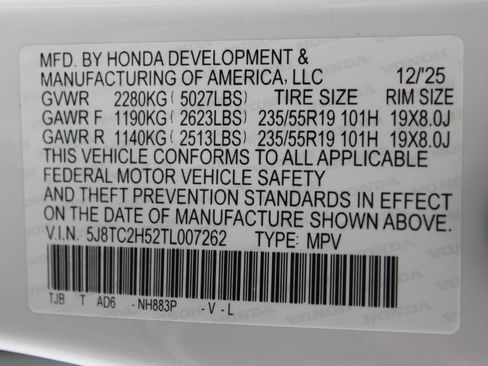 MFD. BY HONDA DEVELOPMENT &
MANUFACTURING OF AMERICA, LLC 12/'25
GVWR 2280KG(5027LBS) TIRE SIZE RIM SIZE
GAWR F 1190KG(2623LBS) 235/55R19 101H 19X8.0J
GAWR R 1140KG(2513LBS) 235/55R19 101H 19X8.0J
THIS VEHICLE CONFORMS TO ALL APPLICABLE
FEDERAL MOTOR VEHICLE SAFETY
AND THEFT PREVENTION STANDARDS IN EFFECT
ON THE DATE OF MANUFACTURE SHOWN ABOVE.
V.I.N. 5J8TC2H52TL007262 TYPE: MPV
TJB T AD6 -NH883P -V-L